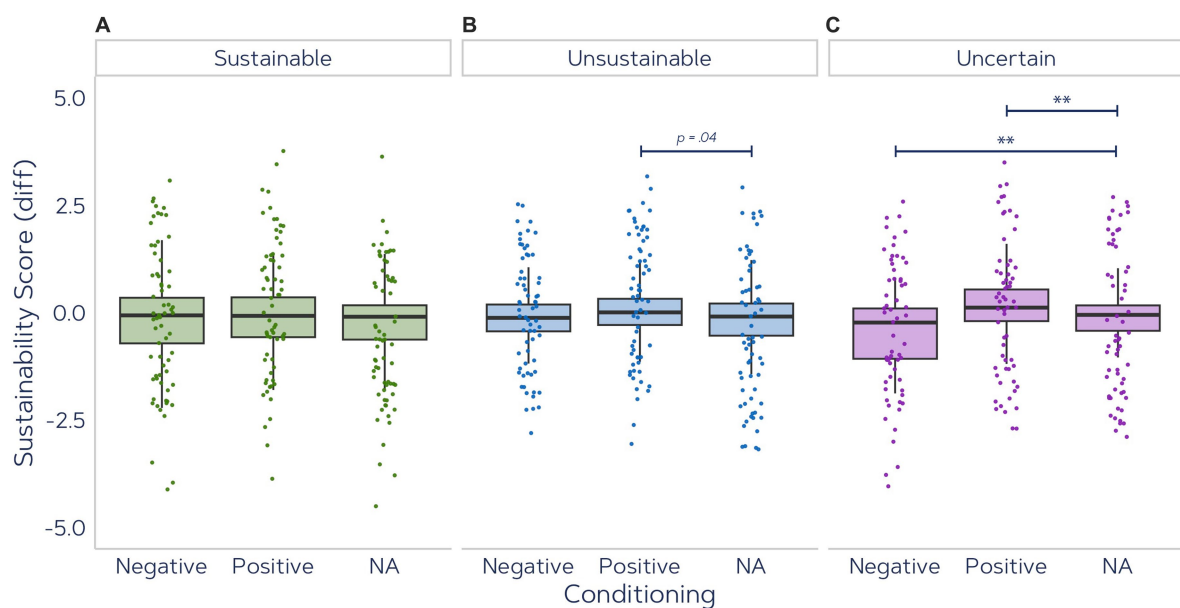 A
B
C
Sustainable
Unsustainable
Uncertain
Sustainability Score (diff)
5.0
2.5
0.0
-2.5
-5.0
p = .04
**
**
Negative
Positive
NA
Negative
Positive
NA
Negative
Positive
NA
Conditioning